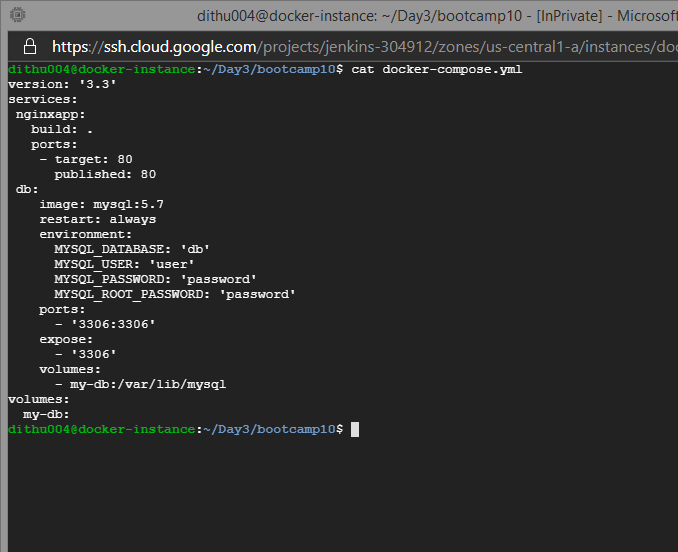 dithu004@docker-instance: ~/Day3/bootcamp10 - [InPrivate] - Microsoft
https://ssh.cloud.google.com/projects/jenkins-304912/zones/us-central1-a/instances/doc
dithu004@docker-instance:~/Day3/bootcamp10$ cat docker-compose.yml
version: '3.3'
services:
 nginxapp:
   build: .
   ports:
    - target: 80
      published: 80
 db:
    image: mysql:5.7
    restart: always
    environment:
      MYSQL_DATABASE: 'db'
      MYSQL_USER: 'user'
      MYSQL_PASSWORD: 'password'
      MYSQL_ROOT_PASSWORD: 'password'
    ports:
      - '3306:3306'
    expose:
      - '3306'
    volumes:
      - my-db:/var/lib/mysql
volumes:
  my-db:
dithu004@docker-instance:~/Day3/bootcamp10$